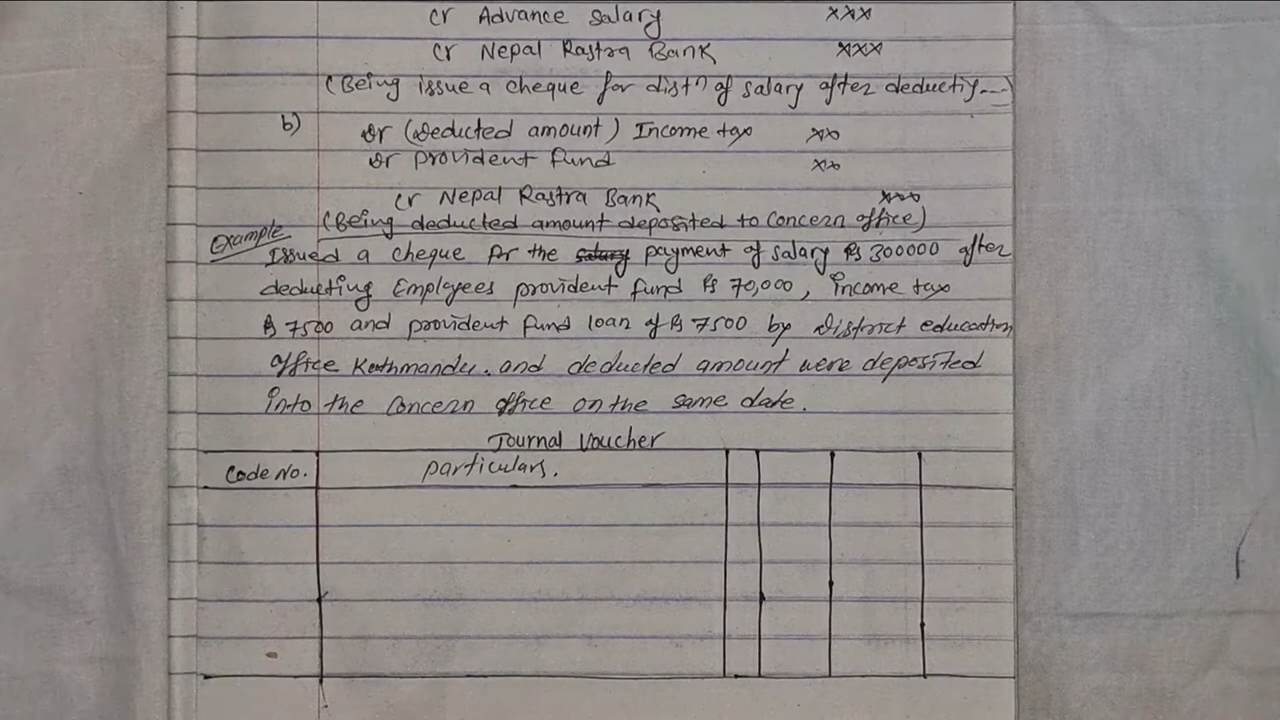 Cr Advance salary xxx
Cr Nepal Rastra Bank xxx
(Being issue a cheque for distn of salary after deductig...)
b) Dr (Deducted amount) Income tax xx
Dr provident fund xx
Cr Nepal Rastra Bank xxx
(Being deducted amount deposited to Concern office)
Example
Issued a cheque for the salary payment of salary Rs 300000 after
deducting Employees provident fund Rs 70,000, income tax
Rs 7500 and provident fund loan of Rs 7500 by District education
office Kathmandu. and deducted amount were deposited
into the Concern office on the same date.
Journal Voucher
Code No. particulars.